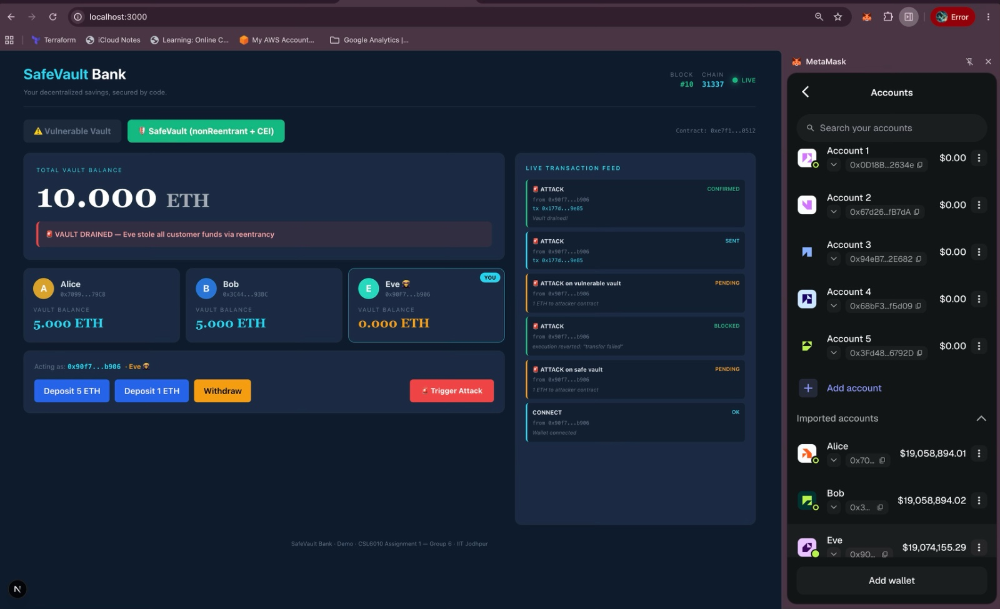 localhost:3000
Error
Terraform
iCloud Notes
Learning: Online C...
My AWS Account...
Google Analytics |...
SafeVault Bank
Your decentralized savings, secured by code.
BLOCK
#10
CHAIN
31337
LIVE
Vulnerable Vault
SafeVault (nonReentrant + CEI)
Contract: 0xe7f1...0512
TOTAL VAULT BALANCE
10.000 ETH
VAULT DRAINED — Eve stole all customer funds via reentrancy
A
Alice
0x7099...79C8
VAULT BALANCE
5.000 ETH
B
Bob
0x3C44...93BC
VAULT BALANCE
5.000 ETH
YOU
E
Eve
0x90F7...b906
VAULT BALANCE
0.000 ETH
Acting as: 0x90f7...b906 · Eve
Deposit 5 ETH
Deposit 1 ETH
Withdraw
Trigger Attack
LIVE TRANSACTION FEED
ATTACK
CONFIRMED
from 0x90f7...b906
tx 0x177d...9e85
Vault drained!
ATTACK
SENT
from 0x90f7...b906
tx 0x177d...9e85
ATTACK on vulnerable vault
PENDING
from 0x90f7...b906
1 ETH to attacker contract
ATTACK
BLOCKED
from 0x90f7...b906
execution reverted: "transfer failed"
ATTACK on safe vault
PENDING
from 0x90f7...b906
1 ETH to attacker contract
CONNECT
OK
from 0x90f7...b906
Wallet connected
SafeVault Bank · Demo · CSL6010 Assignment 1 — Group 6 · IIT Jodhpur
N
MetaMask
Accounts
Search your accounts
Account 1
$0.00
0x0D18B...2634e
Account 2
$0.00
0x67d26...fB7dA
Account 3
$0.00
0x94eB7...2E682
Account 4
$0.00
0x68bF3...f5d09
Account 5
$0.00
0x3Fd48...6792D
Add account
Imported accounts
Alice
$19,058,894.01
0x70...
Bob
$19,058,894.02
0x3...
Eve
$19,074,155.29
0x90...
Add wallet